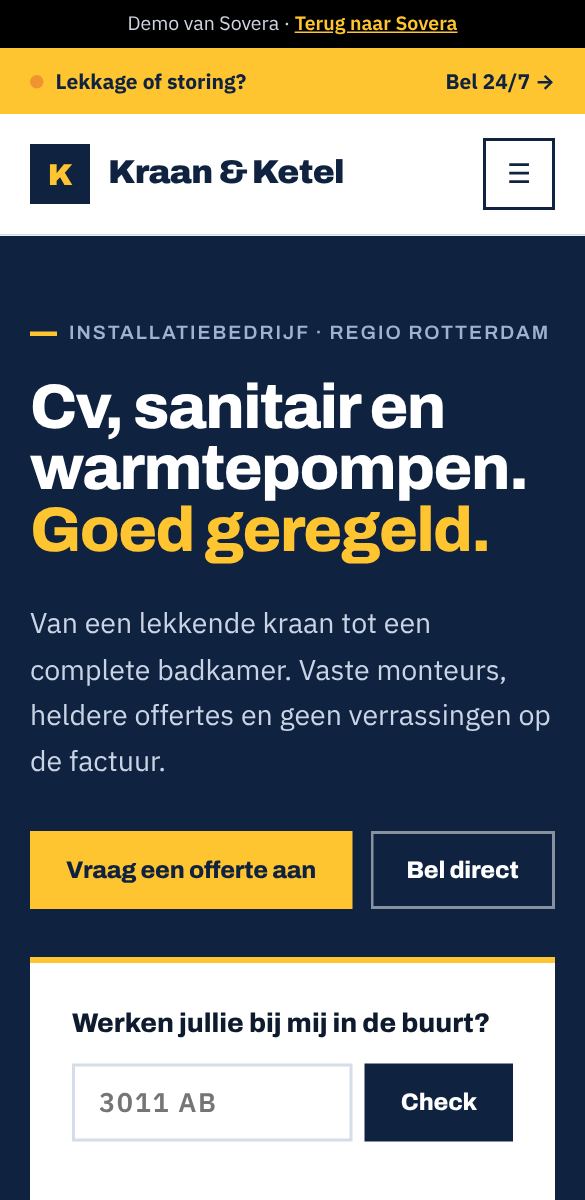 Demo van Sovera · Terug naar Sovera
Lekkage of storing? Bel 24/7 →
K Kraan & Ketel ☰
INSTALLATIEBEDRIJF · REGIO ROTTERDAM
Cv, sanitair en
warmtepompen.
Goed geregeld.
Van een lekkende kraan tot een
complete badkamer. Vaste monteurs,
heldere offertes en geen verrassingen op
de factuur.
Vraag een offerte aan Bel direct
Werken jullie bij mij in de buurt?
3011 AB Check